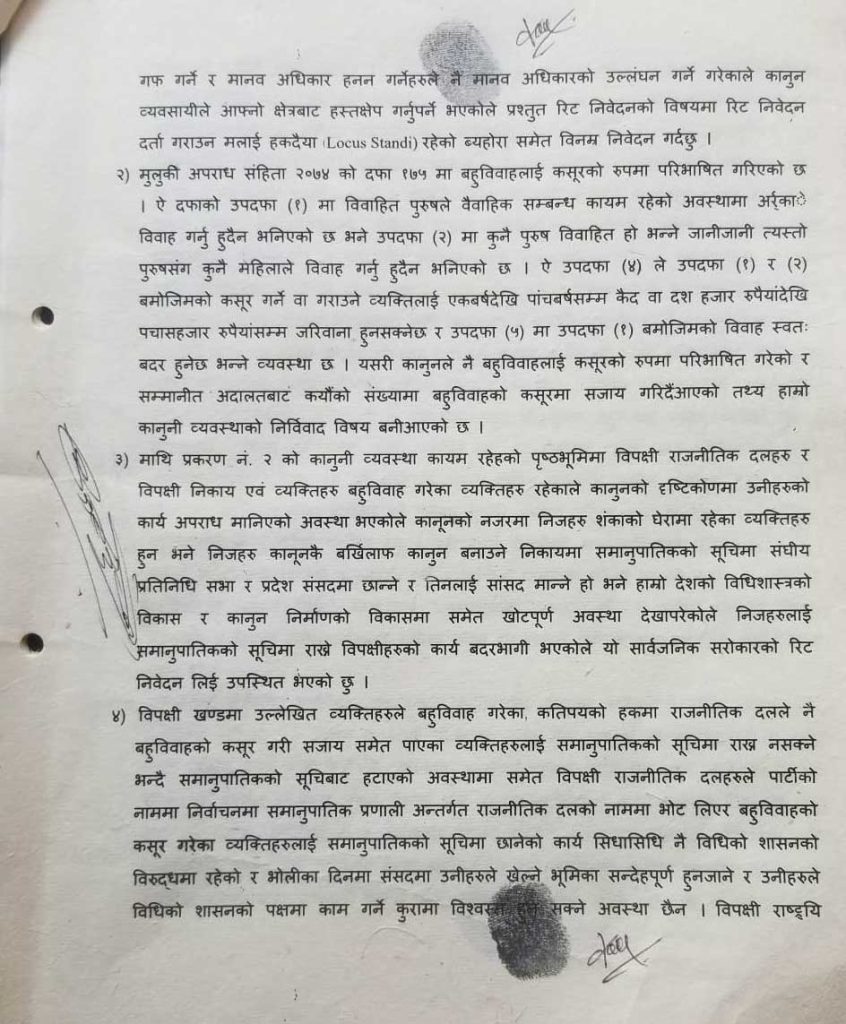 गफ गर्ने र मानव अधिकार हनन गर्नेहरुले नै मानव अधिकारको उल्लंघन गर्ने गरेकाले कानुन
व्यवसायीले आफ्नो क्षेत्रबाट हस्तक्षेप गर्नुपर्ने भएकोले प्रश्तुत रिट निवेदनको विषयमा रिट निवेदन
दर्ता गराउन मलाई हकदैया (Locus Standi) रहेको ब्यहोरा समेत विनम्र निवेदन गर्दछु ।
२) मुलुकी अपराध संहिता २०७४ को दफा १७५ मा बहुविवाहलाई कसूरको रुपमा परिभाषित गरिएको छ
। ऐ दफाको उपदफा (१) मा विवाहित पुरुषले वैवाहिक सम्बन्ध कायम रहेको अवस्थामा अर्र्काे
विवाह गर्नु हुदैन भनिएको छ भने उपदफा (२) मा कुनै पुरुष विवाहित हो भन्ने जानीजानी त्यस्तो
पुरुषसंग कुनै महिलाले विवाह गर्नु हुदैन भनिएको छ । ऐ उपदफा (४) ले उपदफा (१) र (२)
बमोजिमको कसूर गर्ने वा गराउने व्यक्तिलाई एकबर्षदेखि पांचबर्षसम्म कैद वा दश हजार रुपैयांदेखि
पचासहजार रुपैयांसम्म जरिवाना हुनसक्नेछ र उपदफा (५) मा उपदफा (१) बमोजिमको विवाह स्वतः
बदर हुनेछ भन्ने व्यवस्था छ । यसरी कानुनले नै बहुविवाहलाई कसूरको रुपमा परिभाषित गरेको र
सम्मानीत अदालतबाट कयौंको संख्यामा बहुविवाहको कसूरमा सजाय गरिदैंआएको तथ्य हाम्रो
कानुनी व्यवस्थाको निर्विवाद विषय बनीआएको छ ।
३) माथि प्रकरण नं. २ को कानुनी व्यवस्था कायम रहेहको पृष्ठभूमिमा विपक्षी राजनीतिक दलहरु र
विपक्षी निकाय एवं व्यक्तिहरु बहुविवाह गरेका व्यक्तिहरु रहेकाले कानुनको दृष्टिकोणमा उनीहरुको
कार्य अपराध मानिएको अवस्था भएकोले कानूनको नजरमा निजहरु शंकाको घेरामा रहेका व्यक्तिहरु
हुन भने निजहरु कानूनकै बर्खिलाफ कानुन बनाउने निकायमा समानुपातिकको सूचिमा संघीय
प्रतिनिधि सभा र प्रदेश संसदमा छान्ने र तिनलाई सांसद मान्ने हो भने हाम्रो देशको विधिशास्त्रको
विकास र कानुन निर्माणको विकासमा समेत खोटपूर्ण अवस्था देखापरेकोले निजहरुलाई
समानुपातिकको सूचिमा राख्ने विपक्षीहरुको कार्य बदरभागी भएकोले यो सार्वजनिक सरोकारको रिट
निवेदन लिई उपस्थित भएको छु ।
४) विपक्षी खण्डमा उल्लेखित व्यक्तिहरुले बहुविवाह गरेका, कतिपयको हकमा राजनीतिक दलले नै
बहुविवाहको कसूर गरी सजाय समेत पाएका व्यक्तिहरुलाई समानुपातिकको सूचिमा राख्न नसक्ने
भन्दै समानुपातिकको सूचिबाट हटाएको अवस्थामा समेत विपक्षी राजनीतिक दलहरुले पार्टीको
नाममा निर्वाचनमा समानुपातिक प्रणाली अन्तर्गत राजनीतिक दलको नाममा भोट लिएर बहुविवाहको
कसूर गरेका व्यक्तिहरुलाई समानुपातिकको सूचिमा छानेको कार्य सिधासिधि नै विधिको शासनको
विरुद्धमा रहेको र भोलीका दिनमा संसदमा उनीहरुले खेल्ने भूमिका सन्देहपूर्ण हुनजाने र उनीहरुले
विधिको शासनको पक्षमा काम गर्ने कुरामा विश्वस्त हुन सक्ने अवस्था छैन । विपक्षी राष्ट्र्यि